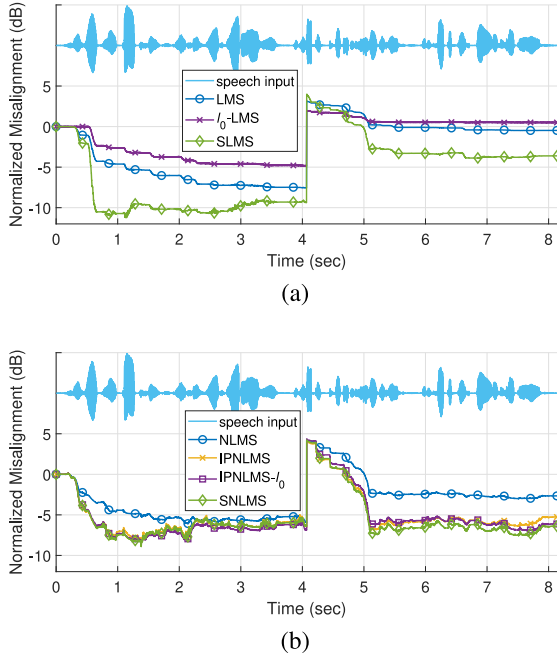 Normalized Misalignment (dB)
5
0
-5
-10
speech input
LMS
l0-LMS
SLMS
0 1 2 3 4 5 6 7 8
Time (sec)
(a)
Normalized Misalignment (dB)
5
0
-5
-10
speech input
NLMS
IPNLMS
IPNLMS-l0
SNLMS
0 1 2 3 4 5 6 7 8
Time (sec)
(b)